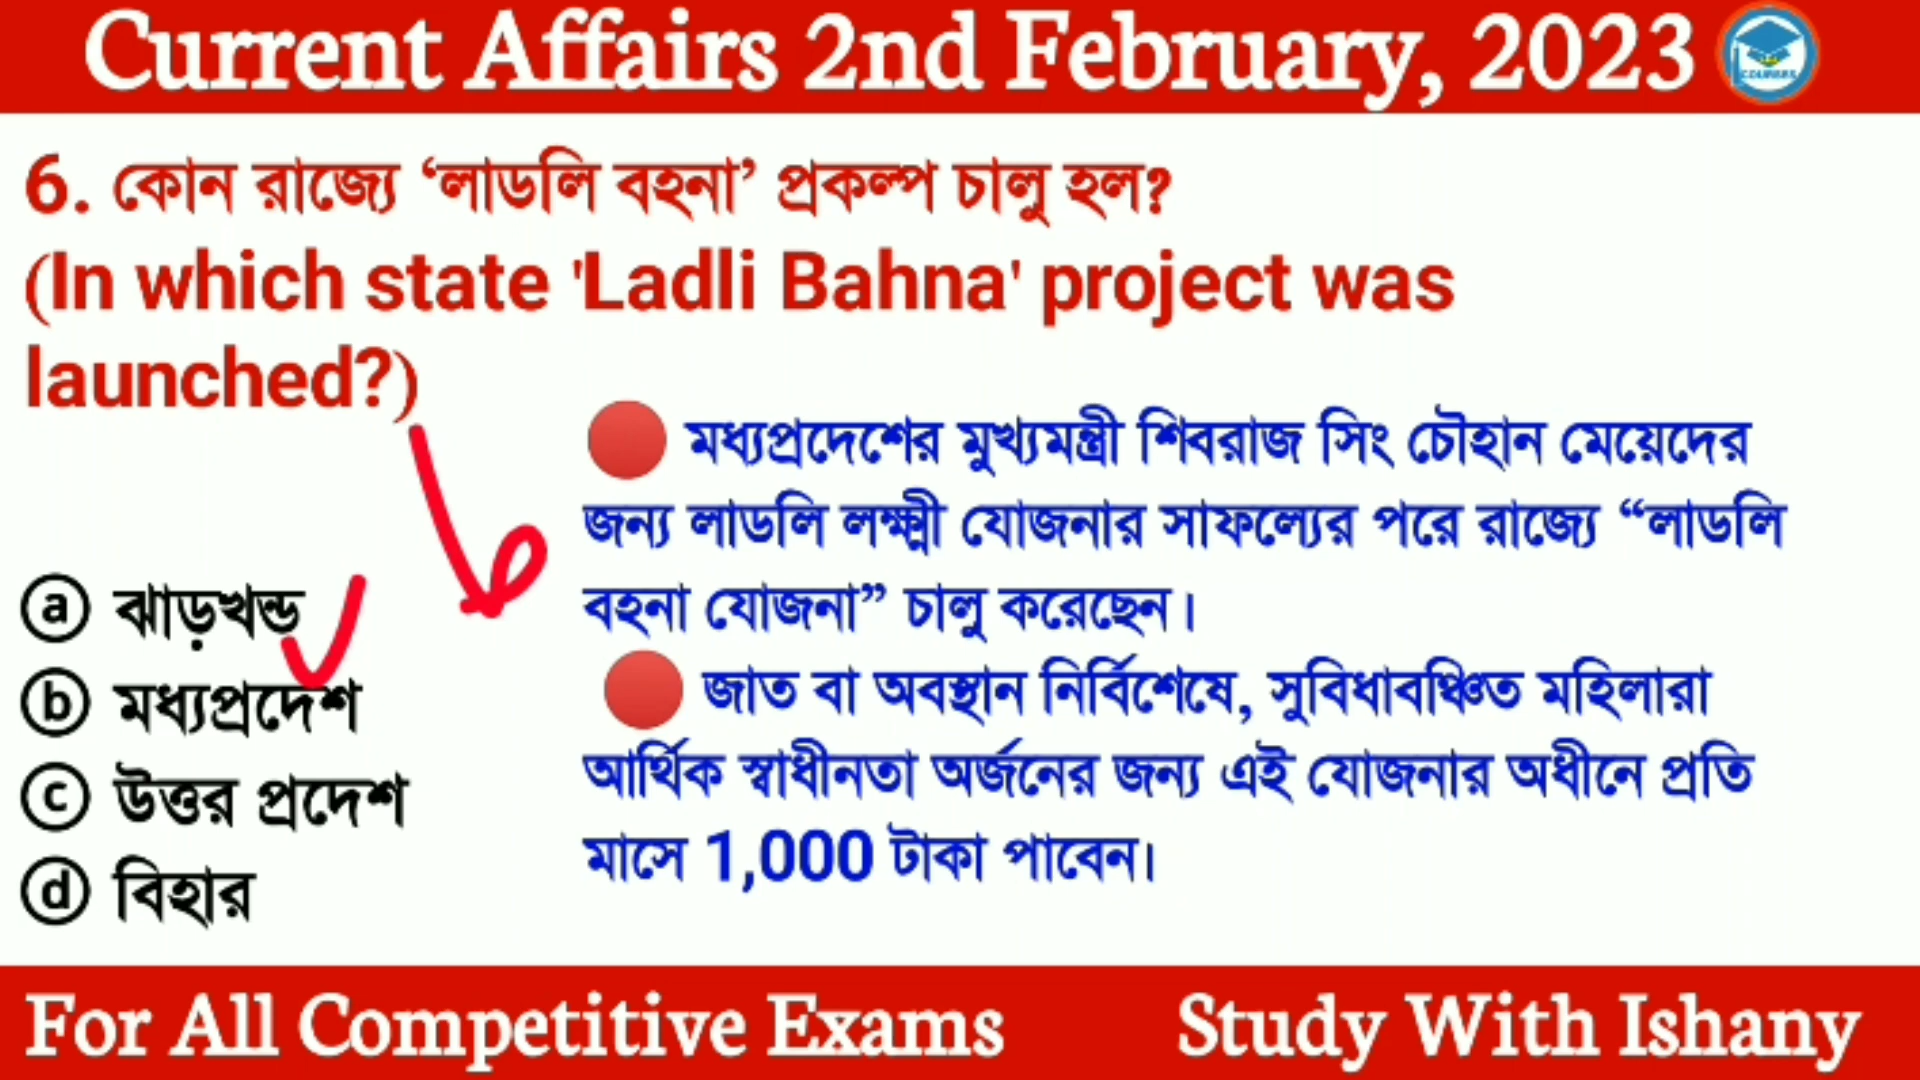 Current Affairs 2nd February, 2023
COURSES
6. কোন রাজ্যে ‘লাডলি বহনা’ প্রকল্প চালু হল?
(In which state 'Ladli Bahna' project was
launched?)
ⓐ ঝাড়খন্ড
ⓑ মধ্যপ্রদেশ
ⓒ উত্তর প্রদেশ
ⓓ বিহার
মধ্যপ্রদেশের মুখ্যমন্ত্রী শিবরাজ সিং চৌহান মেয়েদের
জন্য লাডলি লক্ষ্মী যোজনার সাফল্যের পরে রাজ্যে “লাডলি
বহনা যোজনা” চালু করেছেন।
জাত বা অবস্থান নির্বিশেষে, সুবিধাবঞ্চিত মহিলারা
আর্থিক স্বাধীনতা অর্জনের জন্য এই যোজনার অধীনে প্রতি
মাসে 1,000 টাকা পাবেন।
For All Competitive Exams
Study With Ishany